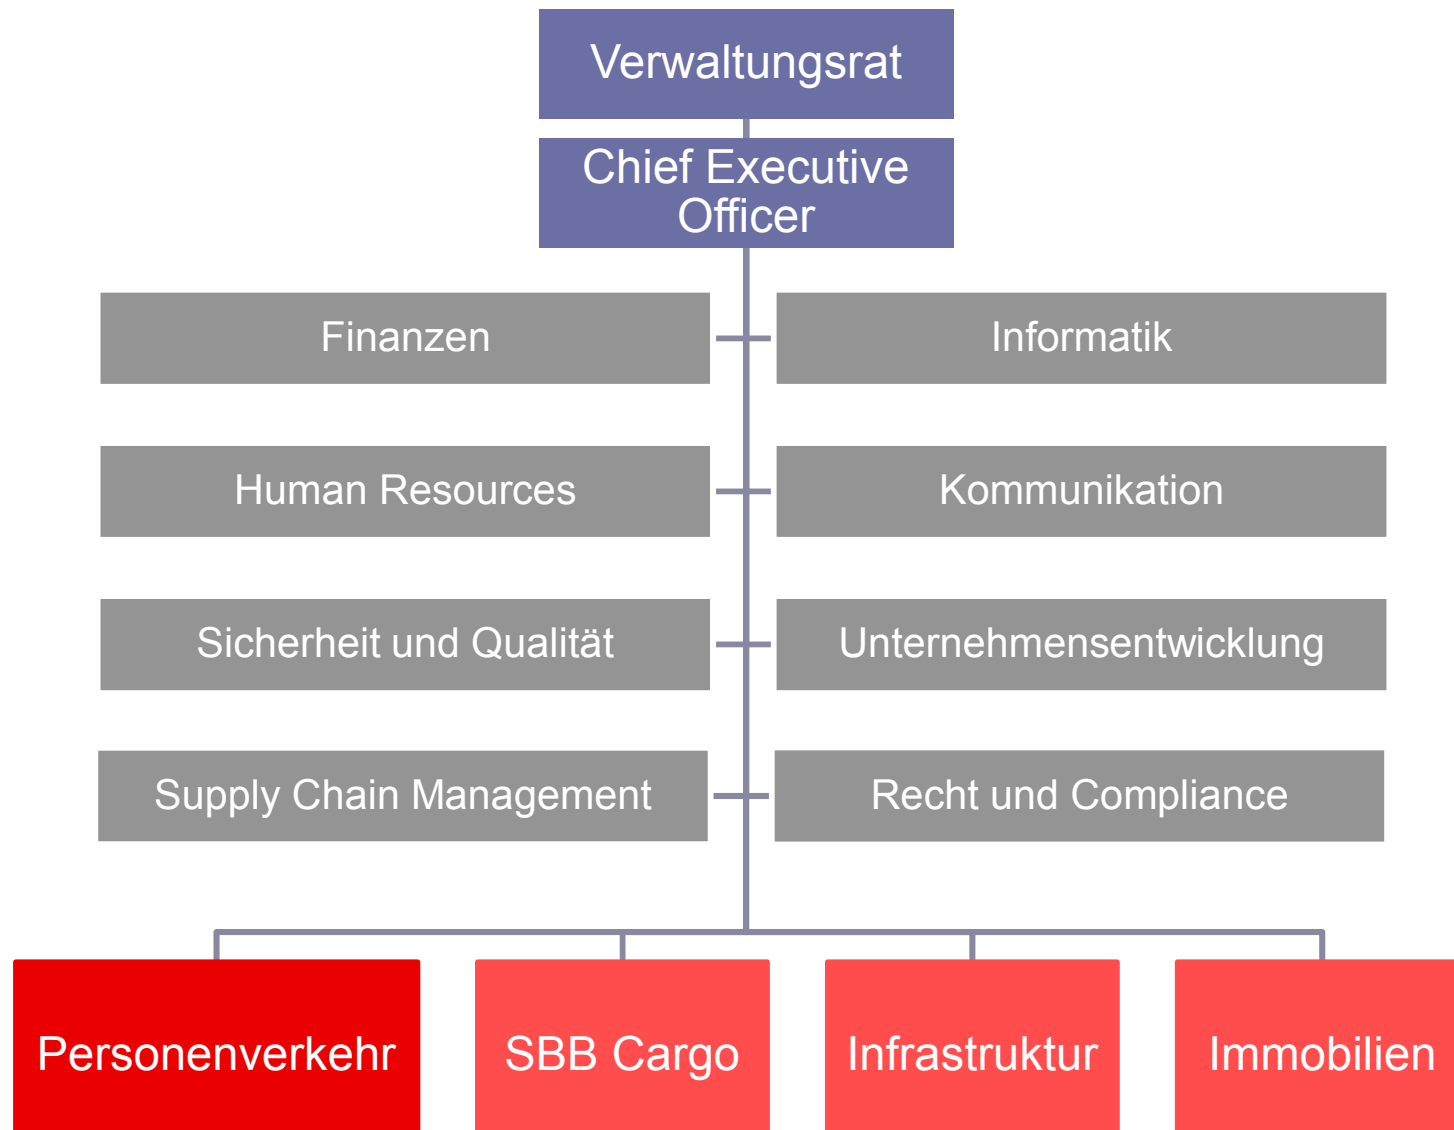 Verwaltungsrat
Chief Executive
Officer
Finanzen
Informatik
Human Resources
Kommunikation
Sicherheit und Qualität
Unternehmensentwicklung
Supply Chain Management
Recht und Compliance
Personenverkehr
SBB Cargo
Infrastruktur
Immobilien